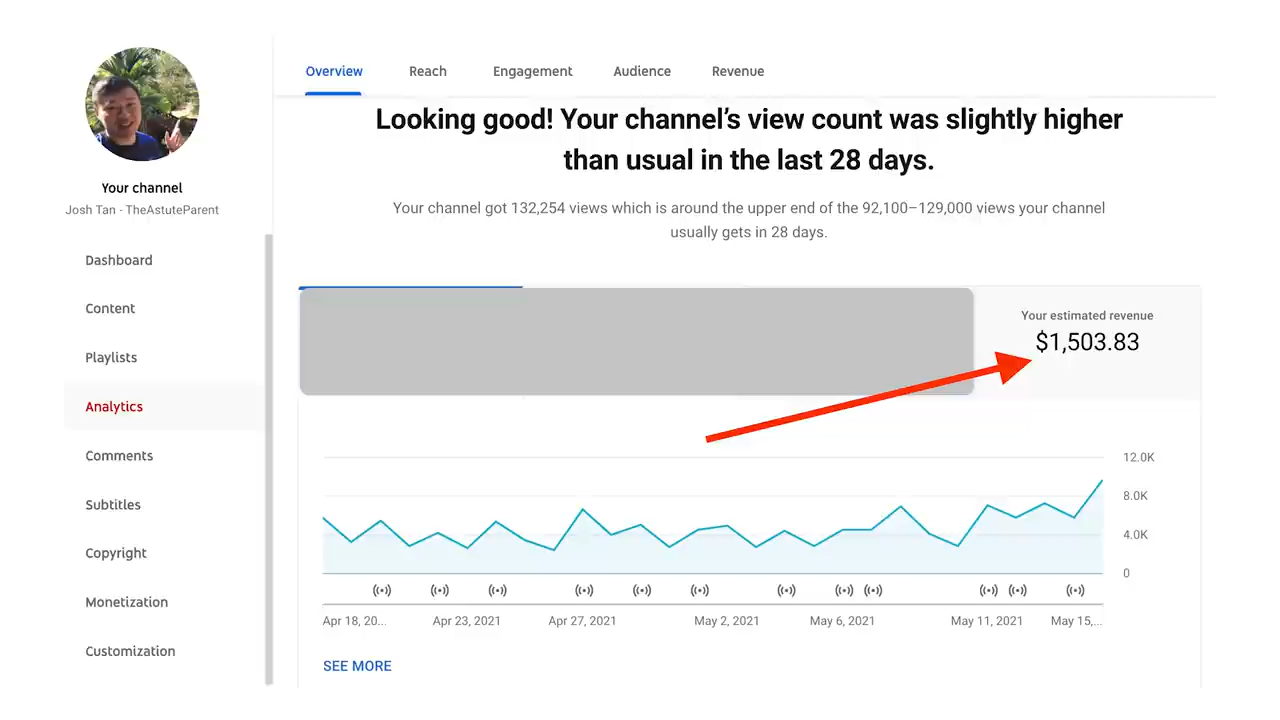 Overview Reach Engagement Audience Revenue
Looking good! Your channel's view count was slightly higher
than usual in the last 28 days.
Your channel got 132,254 views which is around the upper end of the 92,100–129,000 views your channel
usually gets in 28 days.
Your channel
Josh Tan - TheAstuteParent
Dashboard
Content
Playlists
Analytics
Comments
Subtitles
Copyright
Monetization
Customization
Your estimated revenue
$1,503.83
12.0K
8.0K
4.0K
0
Apr 18, 20... Apr 23, 2021 Apr 27, 2021 May 2, 2021 May 6, 2021 May 11, 2021 May 15,...
SEE MORE